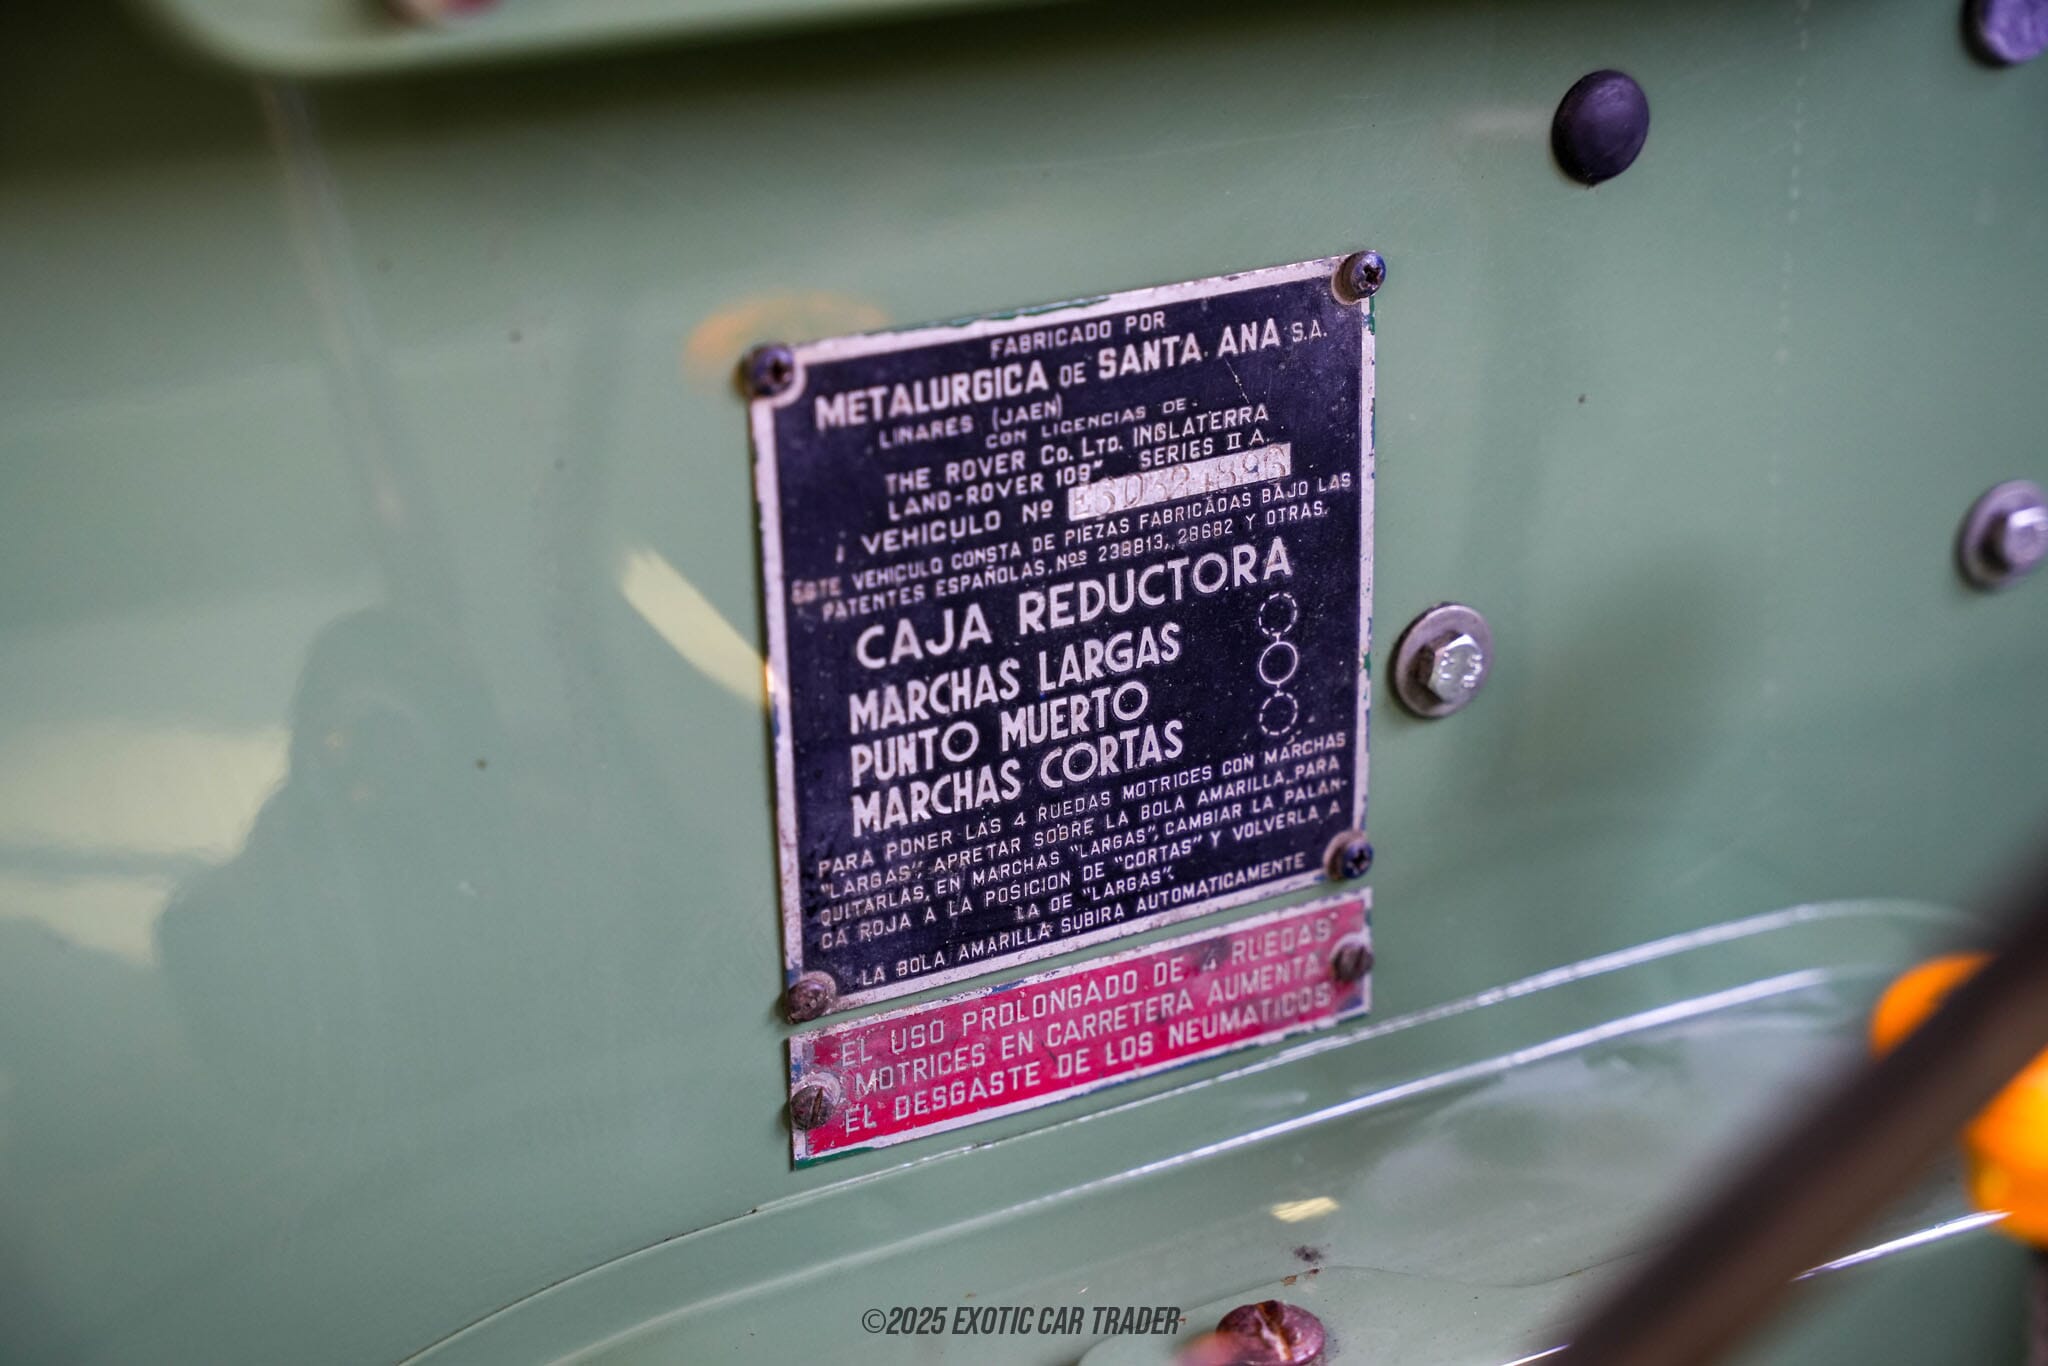 FABRICADO POR
METALURGICA DE SANTA ANA S.A.
LINARES (JAEN)
CON LICENCIAS DE
THE ROVER Co. LTD. INGLATERRA
LAND-ROVER 109" SERIES II A.
VEHICULO Nº
ESTE VEHICULO CONSTA DE PIEZAS FABRICADAS BAJO LAS
PATENTES ESPAÑOLAS, Nos 238813, 28682 Y OTRAS.
CAJA REDUCTORA
MARCHAS LARGAS
PUNTO MUERTO
MARCHAS CORTAS
PARA PONER LAS 4 RUEDAS MOTRICES CON MARCHAS
"LARGAS", APRETAR SOBRE LA BOLA AMARILLA, PARA
QUITARLAS, EN MARCHAS "LARGAS", CAMBIAR LA PALAN-
CA ROJA A LA POSICION DE "CORTAS" Y VOLVERLA A
LA DE "LARGAS".
LA BOLA AMARILLA SUBIRA AUTOMATICAMENTE
EL USO PROLONGADO DE 4 RUEDAS
MOTRICES EN CARRETERA AUMENTA
EL DESGASTE DE LOS NEUMATICOS
©2025 EXOTIC CAR TRADER